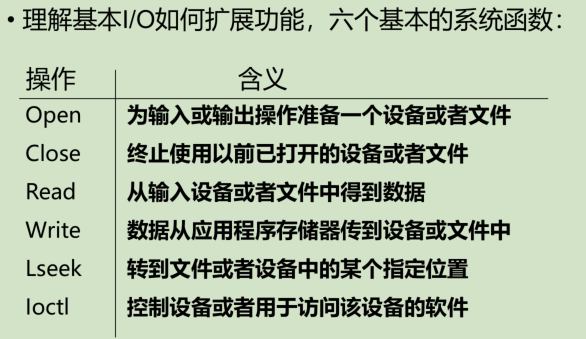 • 理解基本I/O如何扩展功能，六个基本的系统函数：
操作 含义
Open 为输入或输出操作准备一个设备或者文件
Close 终止使用以前已打开的设备或者文件
Read 从输入设备或者文件中得到数据
Write 数据从应用程序存储器传到设备或文件中
Lseek 转到文件或者设备中的某个指定位置
Ioctl 控制设备或者用于访问该设备的软件